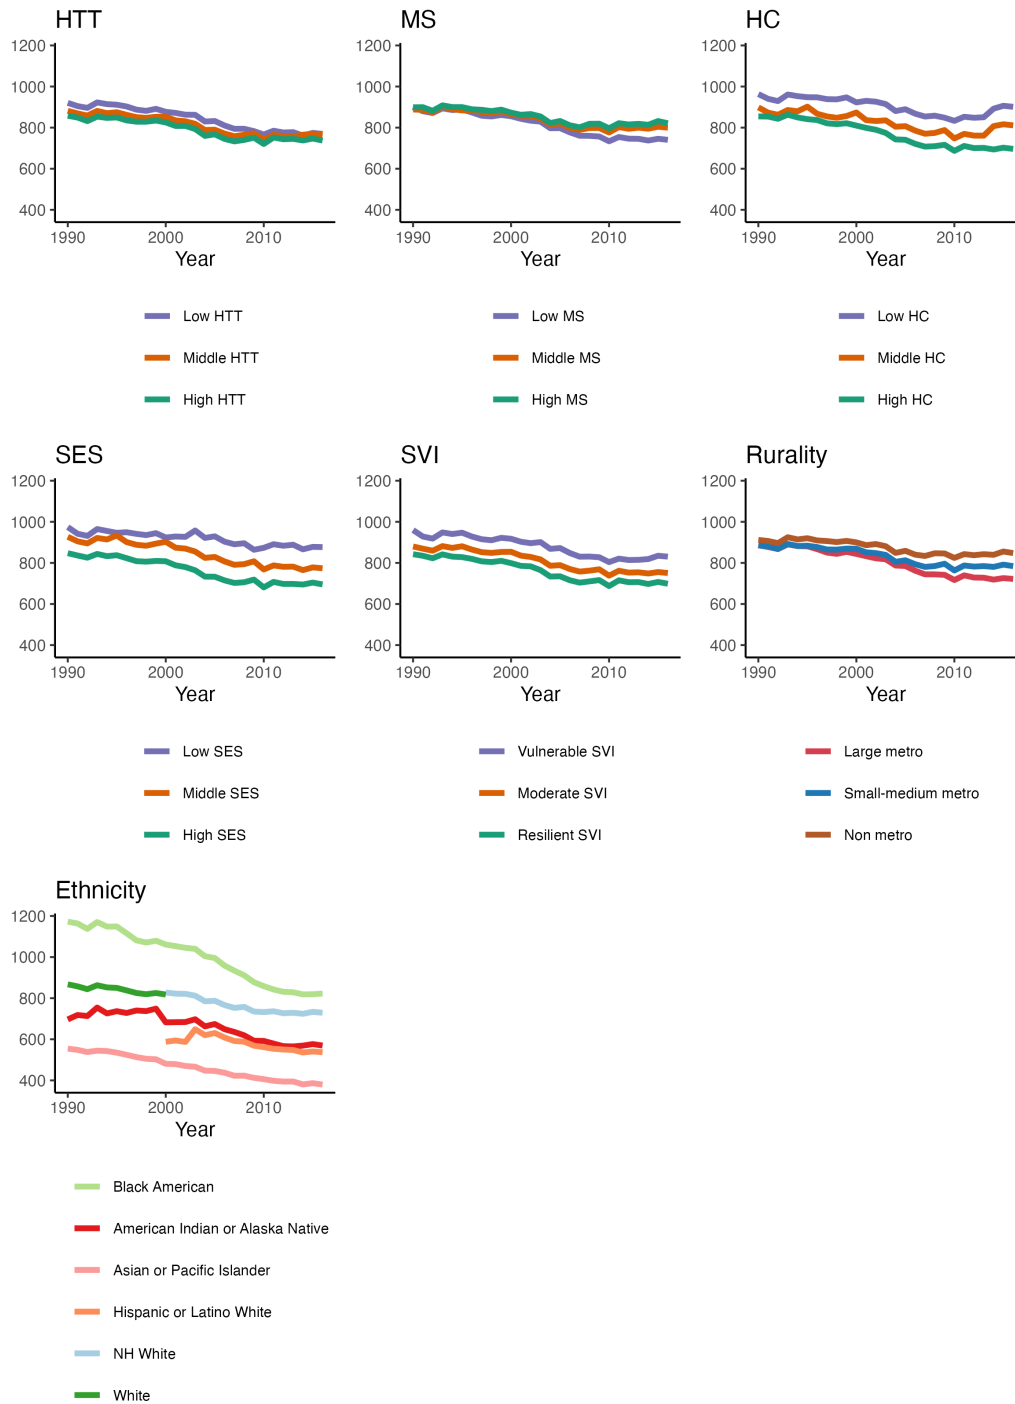 HTT
MS
HC
1200
1000
800
600
400
1990 2000 2010
Year
1200
1000
800
600
400
1990 2000 2010
Year
1200
1000
800
600
400
1990 2000 2010
Year
Low HTT
Middle HTT
High HTT
Low MS
Middle MS
High MS
Low HC
Middle HC
High HC
SES
SVI
Rurality
1200
1000
800
600
400
1990 2000 2010
Year
1200
1000
800
600
400
1990 2000 2010
Year
1200
1000
800
600
400
1990 2000 2010
Year
Low SES
Middle SES
High SES
Vulnerable SVI
Moderate SVI
Resilient SVI
Large metro
Small-medium metro
Non metro
Ethnicity
1200
1000
800
600
400
1990 2000 2010
Year
Black American
American Indian or Alaska Native
Asian or Pacific Islander
Hispanic or Latino White
NH White
White